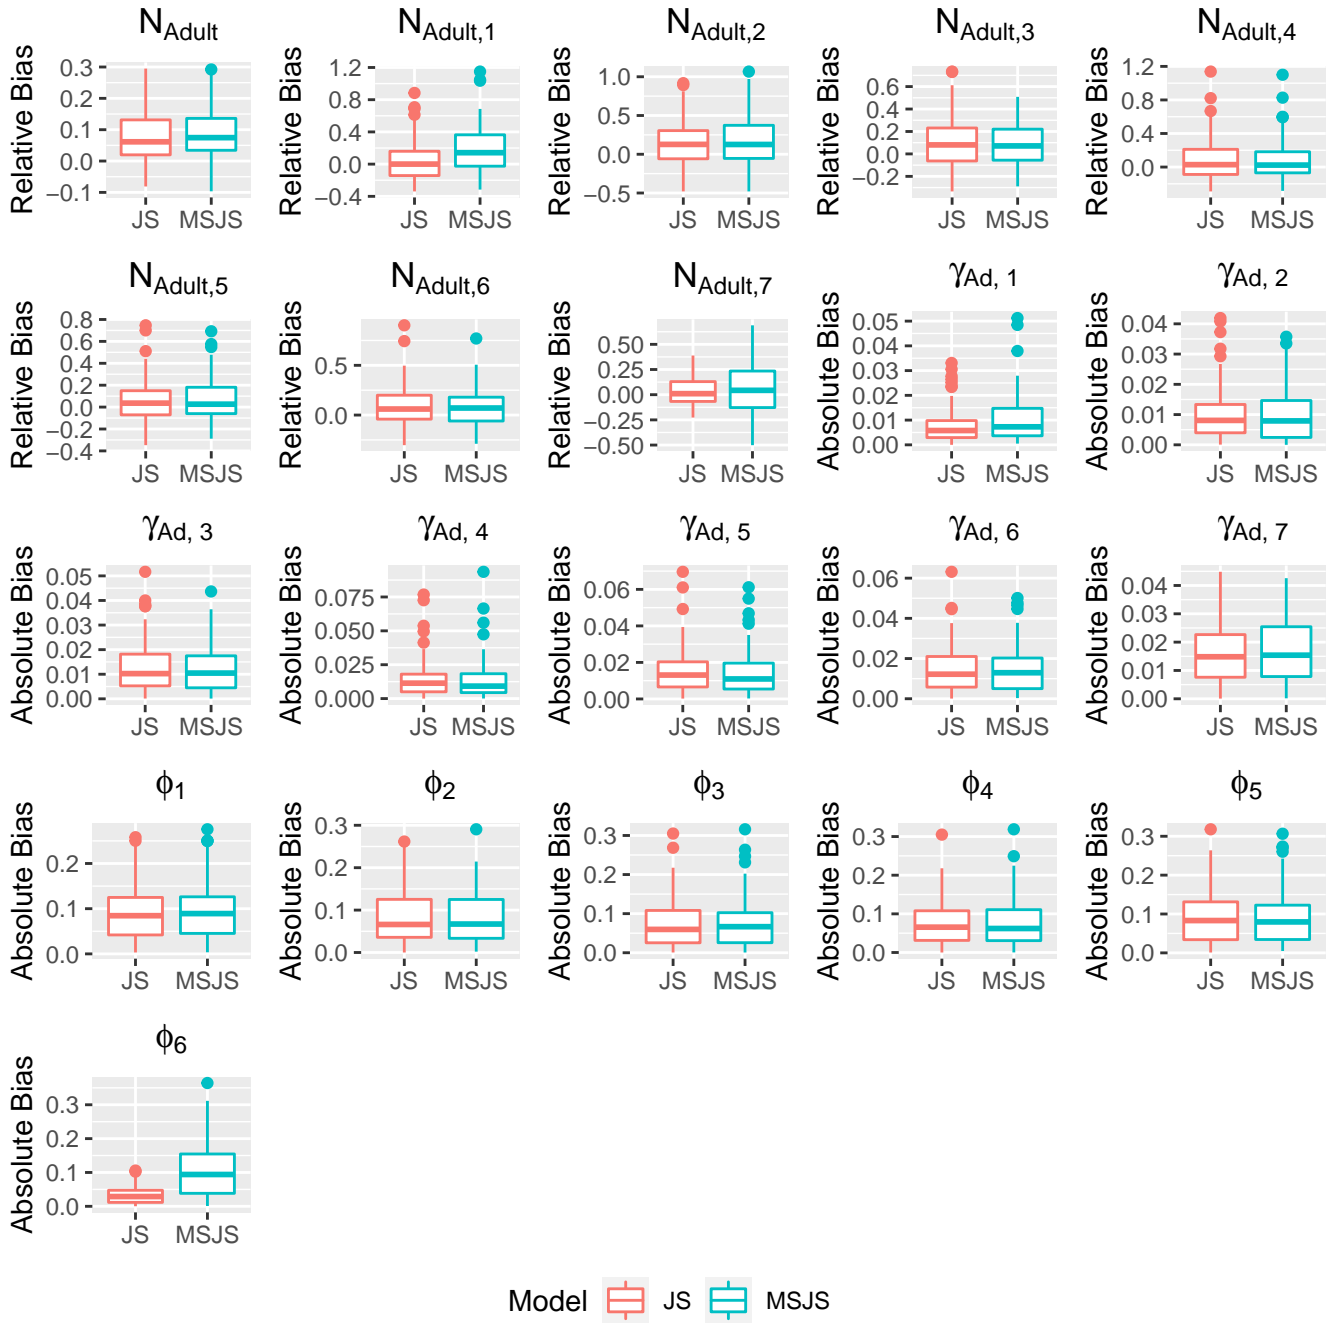 N_Adult N_Adult,1 N_Adult,2 N_Adult,3 N_Adult,4
Relative Bias 0.3 0.2 0.1 0.0 −0.1 JS MSJS
Relative Bias 1.2 0.8 0.4 0.0 −0.4 JS MSJS
Relative Bias 1.0 0.5 0.0 −0.5 JS MSJS
Relative Bias 0.6 0.4 0.2 0.0 −0.2 JS MSJS
Relative Bias 1.2 0.8 0.4 0.0 JS MSJS
N_Adult,5 N_Adult,6 N_Adult,7 γ_Ad, 1 γ_Ad, 2
Relative Bias 0.8 0.6 0.4 0.2 0.0 −0.2 −0.4 JS MSJS
Relative Bias 0.5 0.0 JS MSJS
Relative Bias 0.50 0.25 0.00 −0.25 −0.50 JS MSJS
Absolute Bias 0.05 0.04 0.03 0.02 0.01 0.00 JS MSJS
Absolute Bias 0.04 0.03 0.02 0.01 0.00 JS MSJS
γ_Ad, 3 γ_Ad, 4 γ_Ad, 5 γ_Ad, 6 γ_Ad, 7
Absolute Bias 0.05 0.04 0.03 0.02 0.01 0.00 JS MSJS
Absolute Bias 0.075 0.050 0.025 0.000 JS MSJS
Absolute Bias 0.06 0.04 0.02 0.00 JS MSJS
Absolute Bias 0.06 0.04 0.02 0.00 JS MSJS
Absolute Bias 0.04 0.03 0.02 0.01 0.00 JS MSJS
ϕ_1 ϕ_2 ϕ_3 ϕ_4 ϕ_5
Absolute Bias 0.2 0.1 0.0 JS MSJS
Absolute Bias 0.3 0.2 0.1 0.0 JS MSJS
Absolute Bias 0.3 0.2 0.1 0.0 JS MSJS
Absolute Bias 0.3 0.2 0.1 0.0 JS MSJS
Absolute Bias 0.3 0.2 0.1 0.0 JS MSJS
ϕ_6
Absolute Bias 0.3 0.2 0.1 0.0 JS MSJS
Model JS MSJS